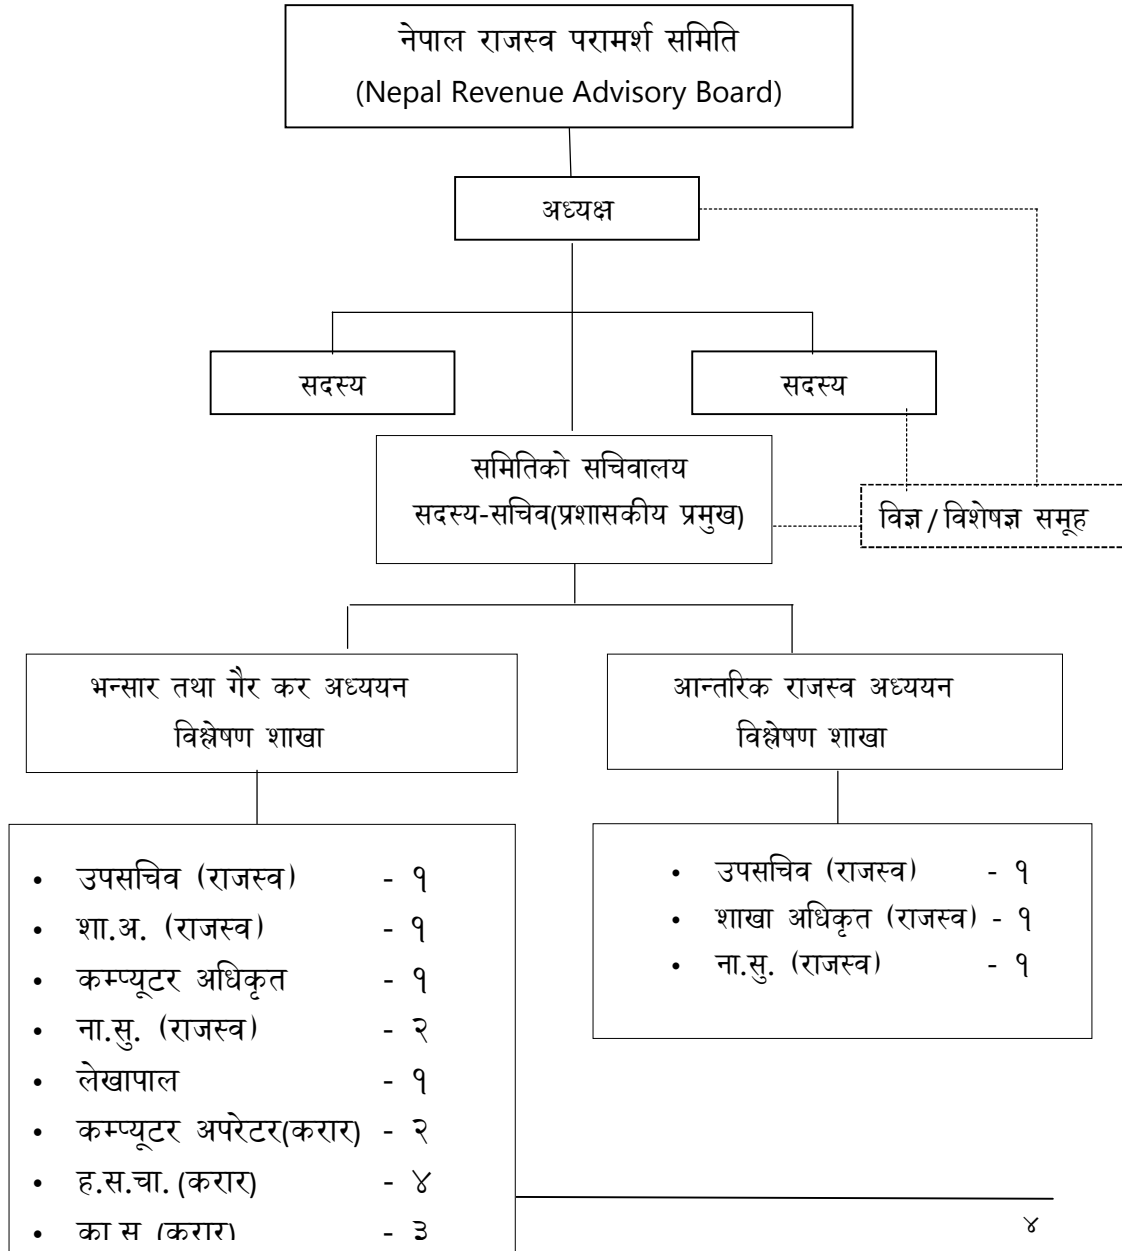 नेपाल राजस्व परामर्श समिति
(Nepal Revenue Advisory Board)
अध्यक्ष
सदस्य
सदस्य
समितिको सचिवालय
सदस्य-सचिव(प्रशासकीय प्रमुख)
विज्ञ/विशेषज्ञ समूह
भन्सार तथा गैर कर अध्ययन
विश्लेषण शाखा
आन्तरिक राजस्व अध्ययन
विश्लेषण शाखा
• उपसचिव (राजस्व) - १
• शा.अ. (राजस्व) - १
• कम्प्यूटर अधिकृत - १
• ना.सु. (राजस्व) - २
• लेखापाल - १
• कम्प्यूटर अपरेटर(करार) - २
• ह.स.चा. (करार) - ४
• का.स. (करार) - ३
• उपसचिव (राजस्व) - १
• शाखा अधिकृत (राजस्व) - १
• ना.सु. (राजस्व) - १
४